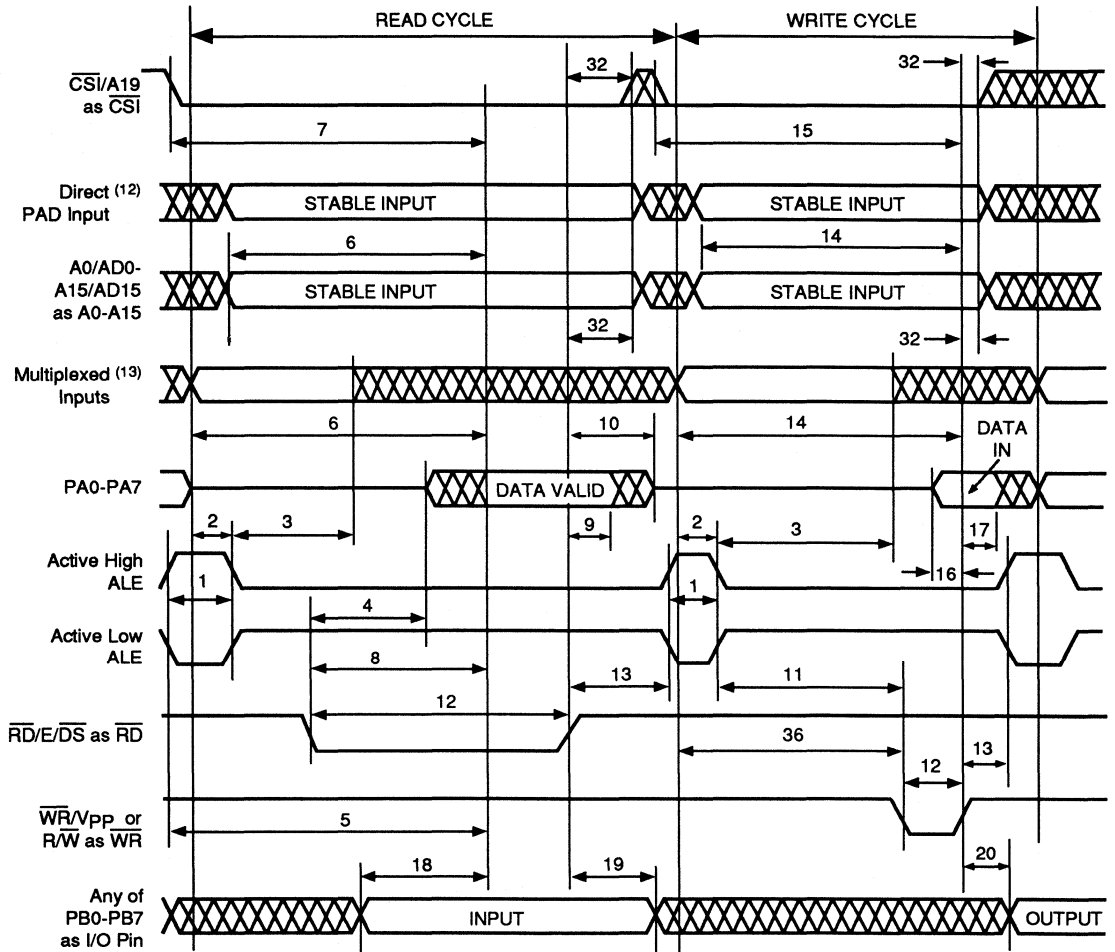 READ CYCLE
WRITE CYCLE
32
32
CSI/A19
as CSI
7
15
Direct (12)
PAD Input
STABLE INPUT
STABLE INPUT
6
14
A0/AD0-
A15/AD15
as A0-A15
STABLE INPUT
STABLE INPUT
32
32
Multiplexed (13)
Inputs
6
10
14
DATA
IN
PA0-PA7
DATA VALID
2
3
9
2
3
17
Active High
ALE
1
1
16
4
Active Low
ALE
8
13
11
12
RD/E/DS as RD
36
12
13
WR/VPP or
R/W as WR
5
18
19
20
Any of
PB0-PB7
as I/O Pin
INPUT
OUTPUT